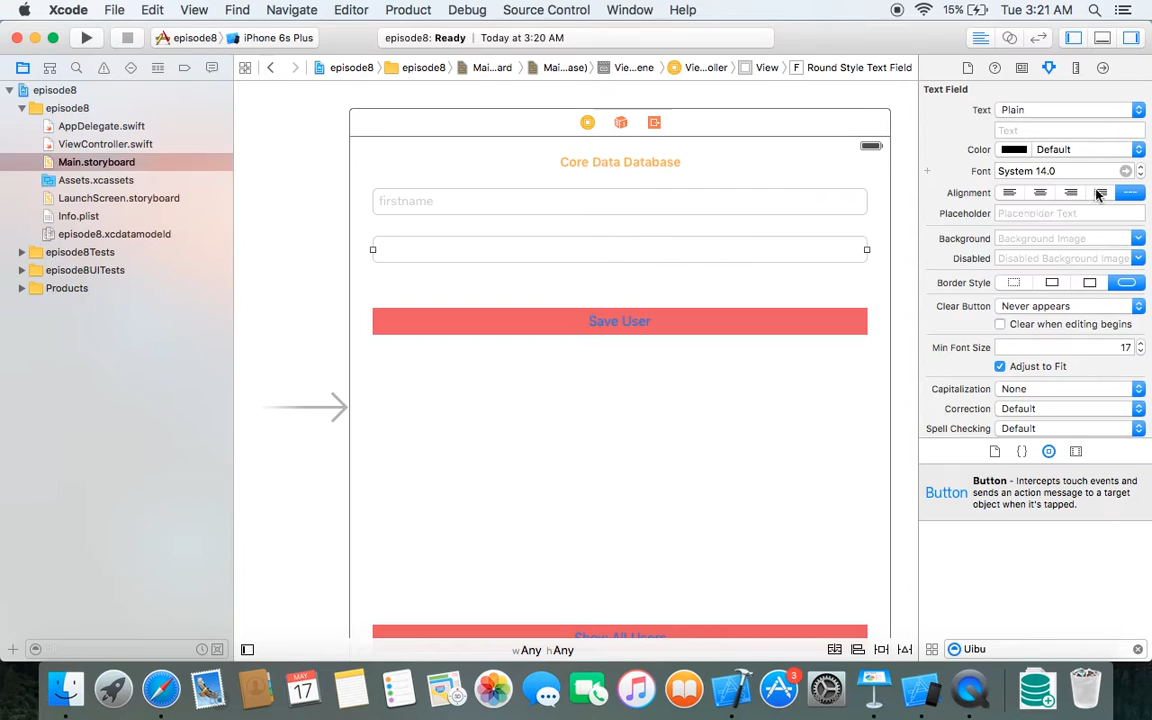 Xcode File Edit View Find Navigate Editor Product Debug Source Control Window Help 15% Tue 3:21 AM
episode8 iPhone 6s Plus episode8: Ready Today at 3:20 AM
episode8 episode8 Mai...ard Mai...ase) Vie...ene Vie...oller View F Round Style Text Field
episode8
episode8
AppDelegate.swift
ViewController.swift
Main.storyboard
Assets.xcassets
LaunchScreen.storyboard
Info.plist
episode8.xcdatamodeld
episode8Tests
episode8UITests
Products
Core Data Database
firstname
Save User
Show All Users
wAny hAny
Text Field
Text Plain
Text
Color Default
Font System 14.0
Alignment
Placeholder Placeholder Text
Background Background Image
Disabled Disabled Background Image
Border Style
Clear Button Never appears
Clear when editing begins
Min Font Size 17
Adjust to Fit
Capitalization None
Correction Default
Spell Checking Default
Button Button - Intercepts touch events and
sends an action message to a target
object when it's tapped.
Uibu
MAY
17
3